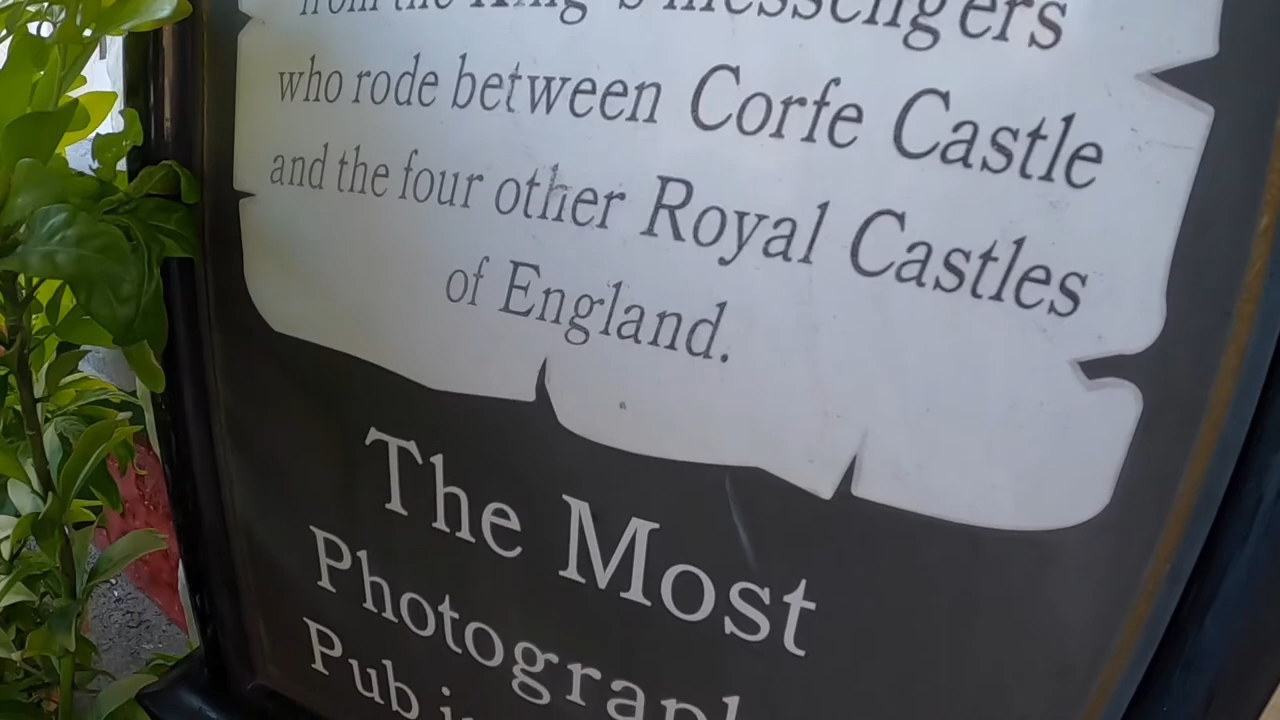 from the King's messengers
who rode between Corfe Castle
and the four other Royal Castles
of England.
The Most
Pub